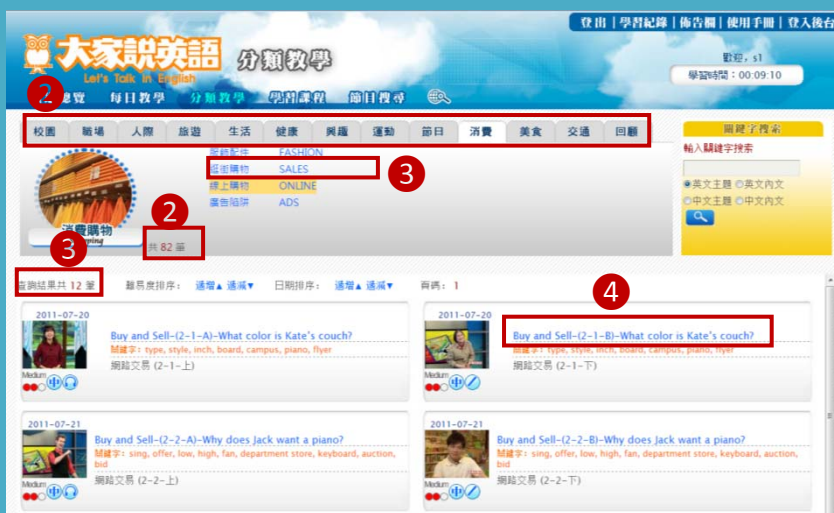 登出 | 學習紀錄 | 佈告欄 | 使用手冊 | 登入後台
大家說英語 分類教學
Let's Talk in English
歡迎, s1
學習時間：00:09:10
2
總覽 每日教學 分類教學 學習課程 節目搜尋
校園 職場 人際 旅遊 生活 健康 興趣 運動 節日 消費 美食 交通 回顧
關鍵字搜索
輸入關鍵字搜索
服飾配件 FASHION
逛街購物 SALES
3
線上購物 ONLINE
廣告陷阱 ADS
英文主題 英文內文
中文主題 中文內文
2
消費購物
共 82 筆
3
查詢結果共 12 筆 難易度排序： 遞增▲ 遞減▼ 日期排序： 遞增▲ 遞減▼ 頁碼： 1
4
2011-07-20
Buy and Sell-(2-1-A)-What color is Kate's couch?
關鍵字：type, style, inch, board, campus, piano, flyer
網路交易 (2-1-上)
Medium
中
2011-07-20
Buy and Sell-(2-1-B)-What color is Kate's couch?
關鍵字：type, style, inch, board, campus, piano, flyer
網路交易 (2-1-下)
Medium
中
2011-07-21
Buy and Sell-(2-2-A)-Why does Jack want a piano?
關鍵字：sing, offer, low, high, fan, department store, keyboard, auction,
bid
網路交易 (2-2-上)
Medium
中
2011-07-21
Buy and Sell-(2-2-B)-Why does Jack want a piano?
關鍵字：sing, offer, low, high, fan, department store, keyboard, auction,
bid
網路交易 (2-2-下)
Medium
中